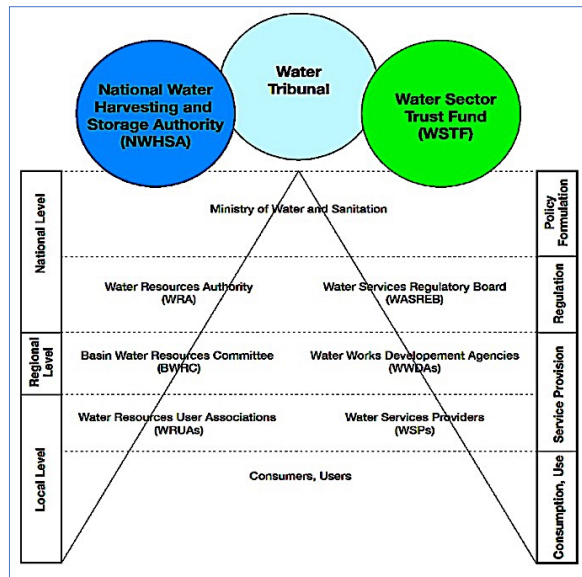 National Water
Harvesting and
Storage Authority
(NWHSA)
Water
Tribunal
Water Sector
Trust Fund
(WSTF)
National Level
Ministry of Water and Sanitation
Policy
Formulation
Water Resources Authority
(WRA)
Water Services Regulatory Board
(WASREB)
Regulation
Regional
Level
Basin Water Resources Committee
(BWRC)
Water Works Developement Agencies
(WWDAs)
Service Provision
Local Level
Water Resources User Associations
(WRUAs)
Water Services Providers
(WSPs)
Consumers, Users
Consumption, Use